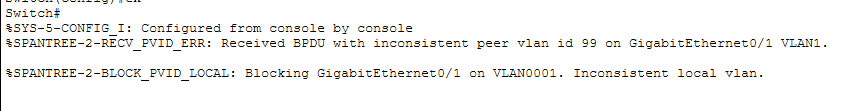 Switch#
%SYS-5-CONFIG_I: Configured from console by console
%SPANTREE-2-RECV_PVID_ERR: Received BPDU with inconsistent peer vlan id 99 on GigabitEthernet0/1 VLAN1.
%SPANTREE-2-BLOCK_PVID_LOCAL: Blocking GigabitEthernet0/1 on VLAN0001. Inconsistent local vlan.